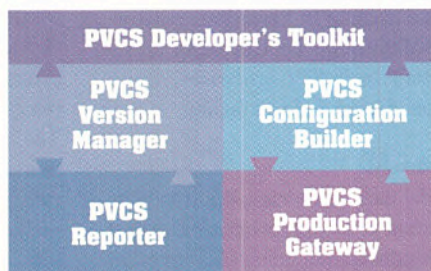 PVCS Developer's Toolkit
PVCS
Version
Manager
PVCS
Configuration
Builder
PVCS
Reporter
PVCS
Production
Gateway